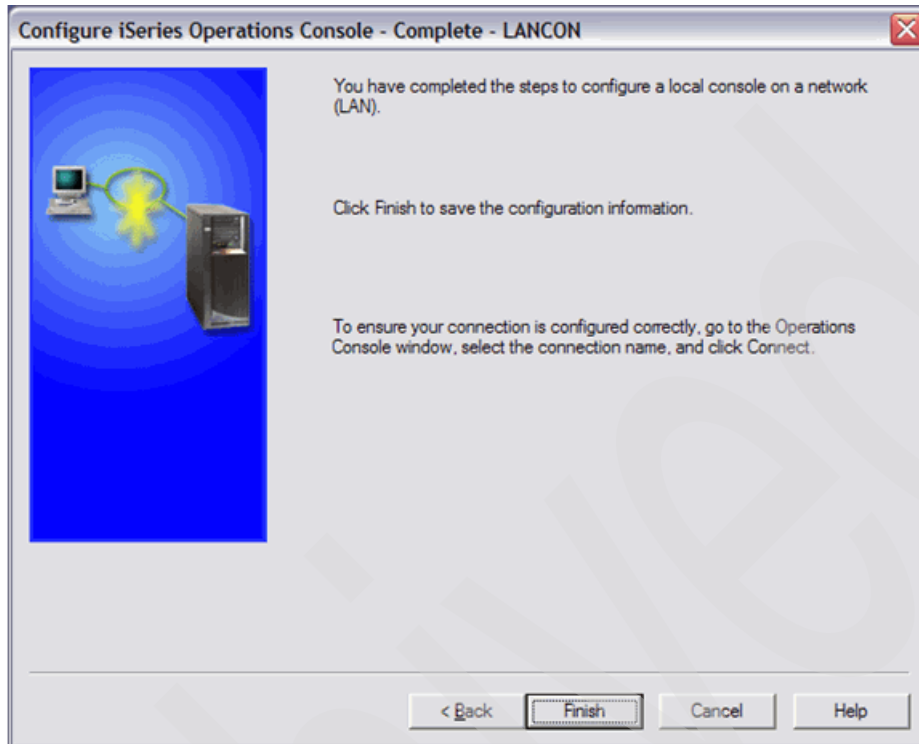 Configure iSeries Operations Console - Complete - LANCON
You have completed the steps to configure a local console on a network
(LAN).
Click Finish to save the configuration information.
To ensure your connection is configured correctly, go to the Operations
Console window, select the connection name, and click Connect.
< Back
Finish
Cancel
Help